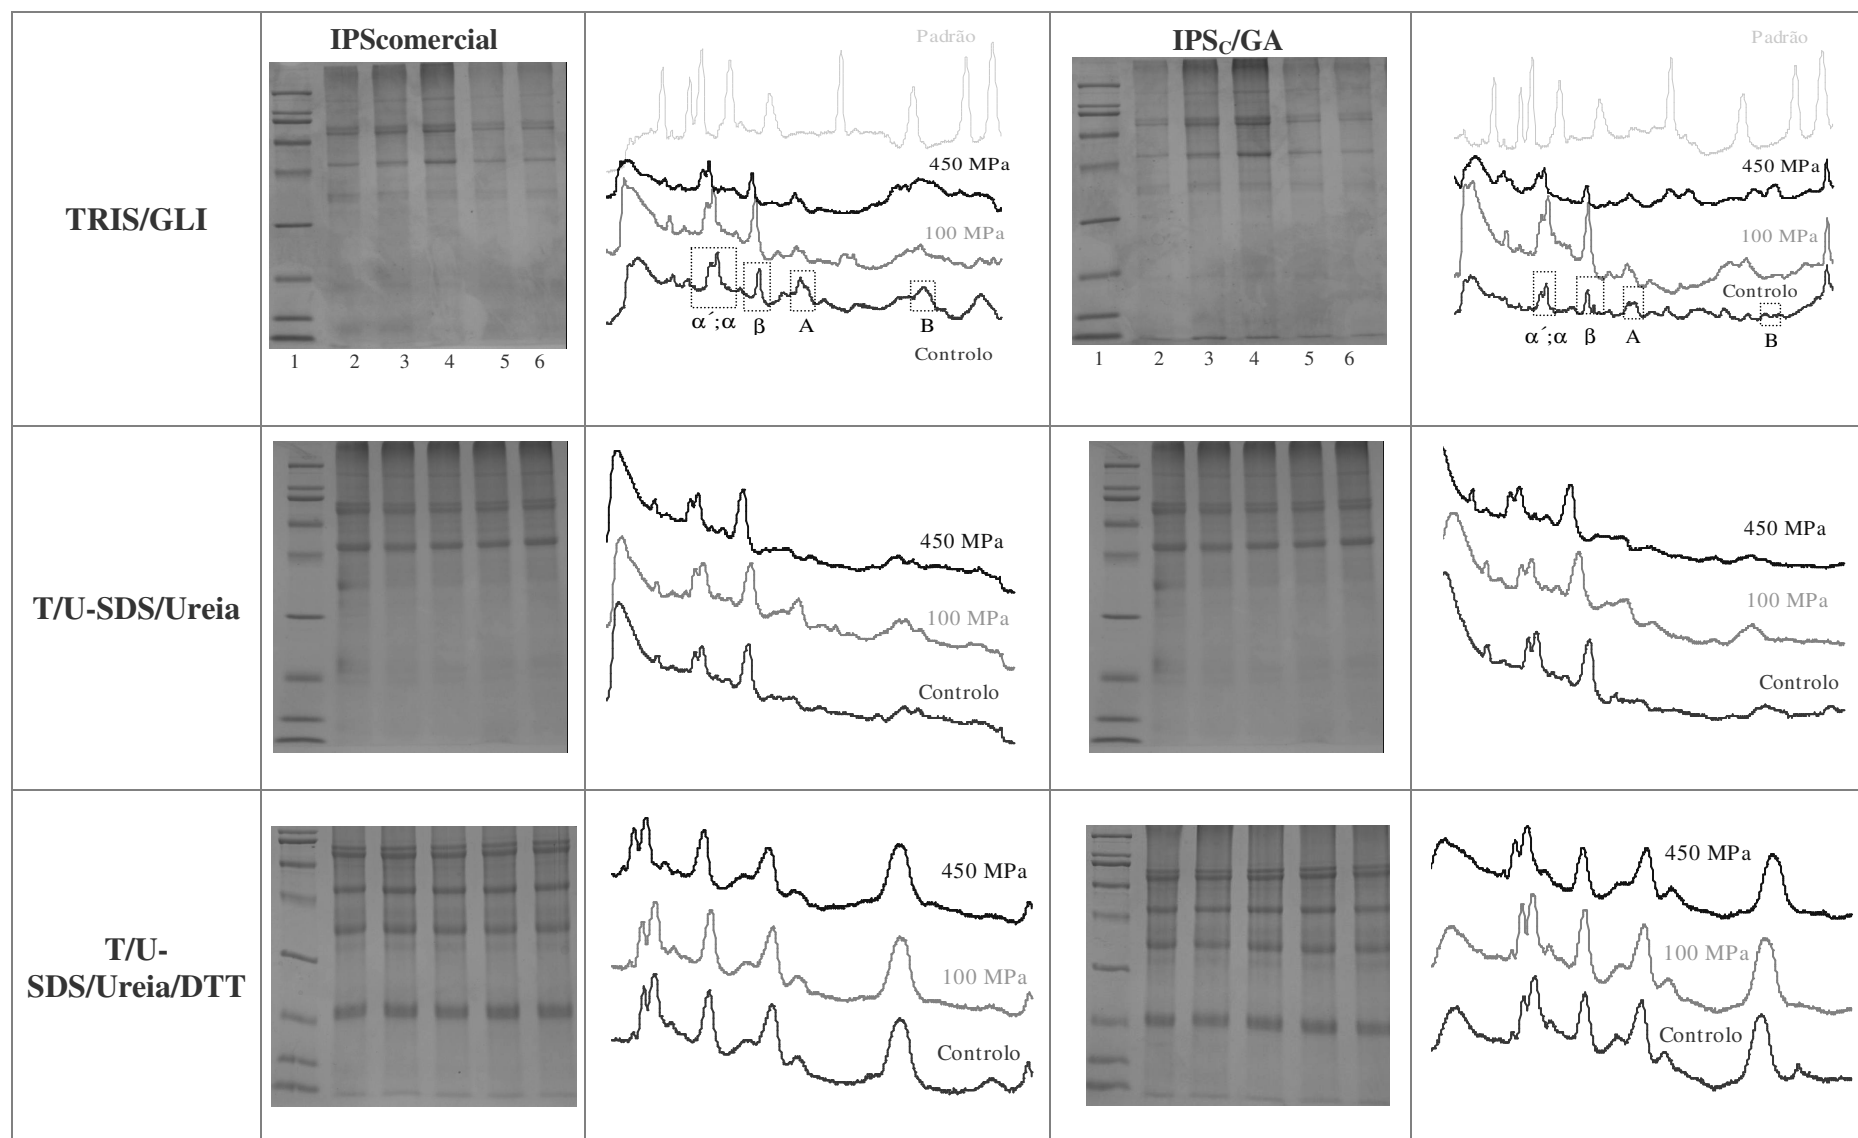 IPScomercial
Padrão
IPSC/GA
Padrão
TRIS/GLI
450 MPa
100 MPa
α´;α β A B
Controlo
1 2 3 4 5 6
450 MPa
100 MPa
Controlo
α´;α β A B
1 2 3 4 5 6
T/U-SDS/Ureia
450 MPa
100 MPa
Controlo
450 MPa
100 MPa
Controlo
T/U-
SDS/Ureia/DTT
450 MPa
100 MPa
Controlo
450 MPa
100 MPa
Controlo